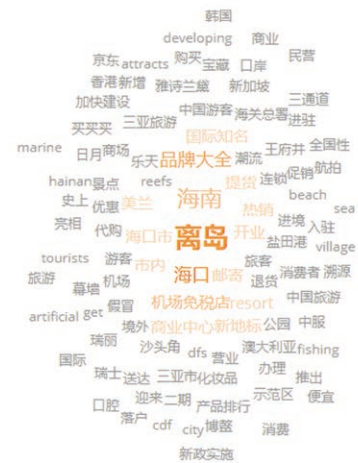 韩国
developing 商业
京东 attracts 购买 宝藏 口岸 民营
香港 新增 雅诗兰黛 新加坡
加快建设 中国游客 海关总署 三通道
买买买 三亚旅游 国际知名 进驻
marine 日月 商场 乐天 品牌大全 潮流 王府井 全国性
hainan 景点 reefs 海南 提货 连锁 促销 航拍
史上 优惠 美兰 热销 beach
亮相 代购 海口市 离岛 开业 进境 入驻 sea
盐田港 village
tourists 游客 市内 海口 邮寄 旅客 消费者 溯源
旅游 幕墙 机场 退货
artificial get 假冒 机场免税店 resort 中国旅游
境外 商业中心 新地标 公园 中服
瑞丽 沙头角 dfs 营业 澳大利亚 fishing
国际 瑞士 送达 三亚市 化妆品 办理 推出
口腔 迎来 二期 产品排行 示范区 便宜
落户 cdf city 博鳌 消费
新政实施